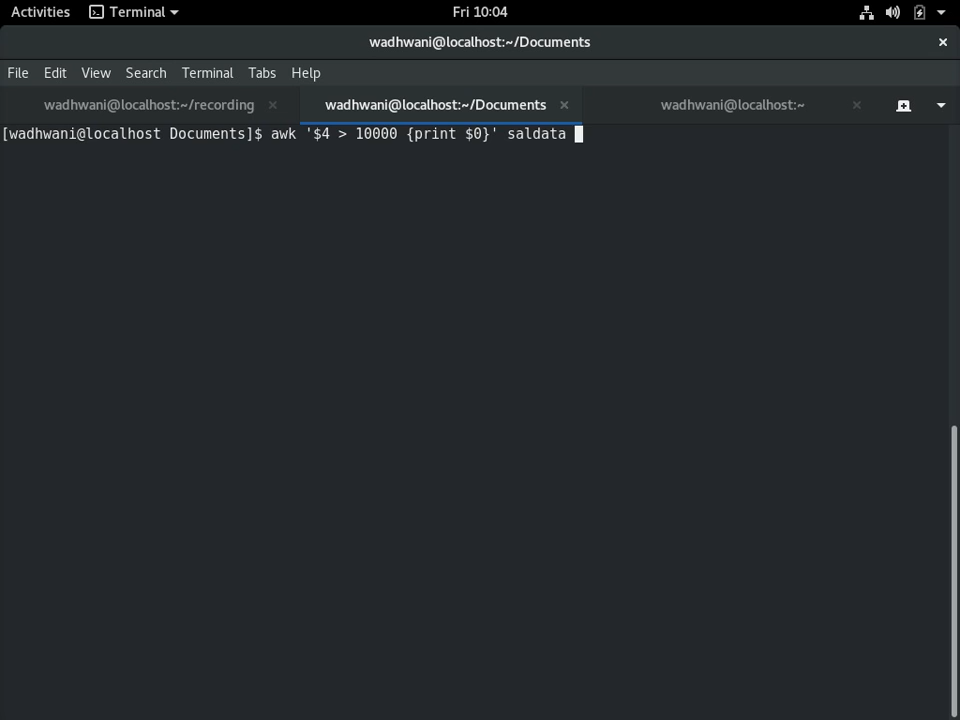 Activities Terminal Fri 10:04
wadhwani@localhost:~/Documents
File Edit View Search Terminal Tabs Help
wadhwani@localhost:~/recording wadhwani@localhost:~/Documents wadhwani@localhost:~
[wadhwani@localhost Documents]$ awk '$4 > 10000 {print $0}' saldata